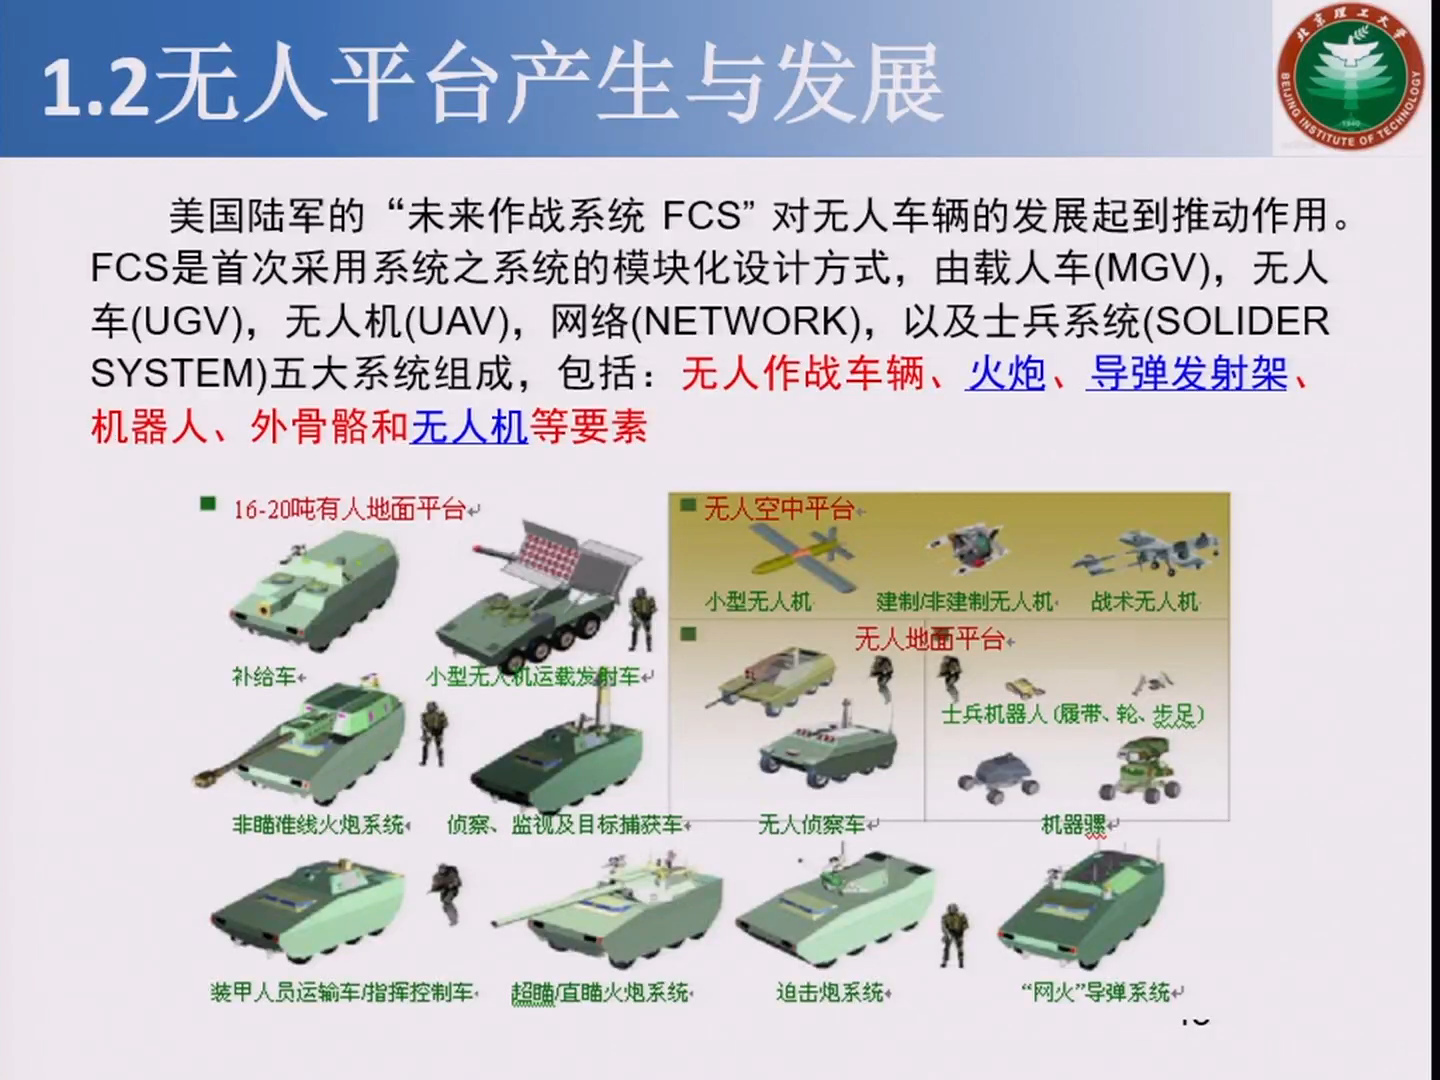 1.2无人平台产生与发展
北京理工大学
BEIJING INSTITUTE OF TECHNOLOGY
1940
美国陆军的“未来作战系统 FCS”对无人车辆的发展起到推动作用。
FCS是首次采用系统之系统的模块化设计方式，由载人车(MGV)，无人
车(UGV)，无人机(UAV)，网络(NETWORK)，以及士兵系统(SOLIDER
SYSTEM)五大系统组成，包括：无人作战车辆、火炮、导弹发射架、
机器人、外骨骼和无人机等要素
16-20吨有人地面平台
无人空中平台
小型无人机
建制/非建制无人机
战术无人机
无人地面平台
补给车
小型无人机运载发射车
士兵机器人(履带、轮、步足)
非瞄准线火炮系统
侦察、监视及目标捕获车
无人侦察车
机器骡
装甲人员运输车/指挥控制车
超瞄/直瞄火炮系统
迫击炮系统
“网火”导弹系统